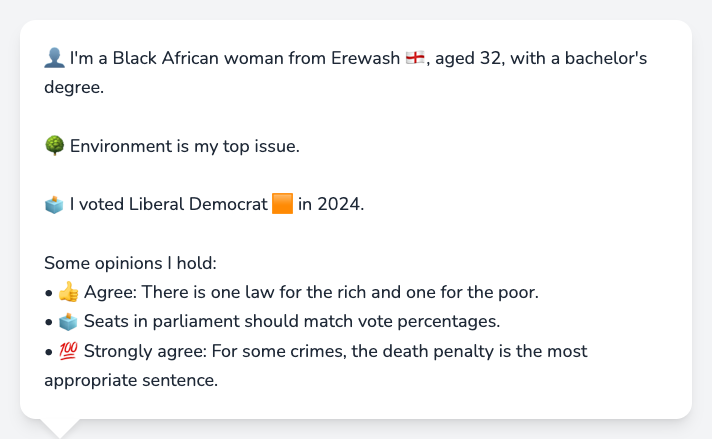 👤 I'm a Black African woman from Erewash 🏴󠁧󠁢󠁥󠁮󠁧󠁿, aged 32, with a bachelor's
degree.
🌳 Environment is my top issue.
🗳️ I voted Liberal Democrat 🟧 in 2024.
Some opinions I hold:
• 👍 Agree: There is one law for the rich and one for the poor.
• 🗳️ Seats in parliament should match vote percentages.
• 💯 Strongly agree: For some crimes, the death penalty is the most
appropriate sentence.